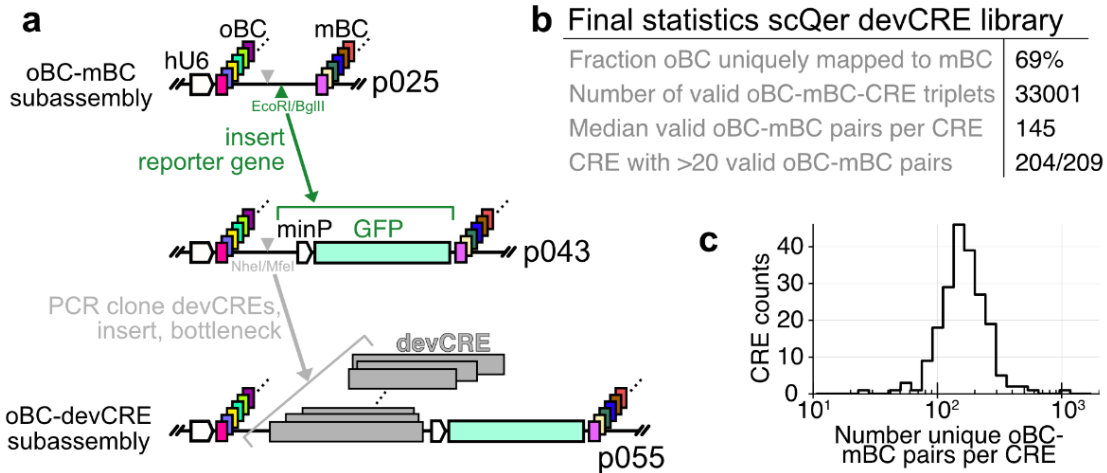 a
oBC
mBC
hU6
oBC-mBC
subassembly
p025
EcoRI/BglII
insert
reporter gene
minP
GFP
p043
NheI/MfeI
PCR clone devCREs,
insert, bottleneck
devCRE
oBC-devCRE
subassembly
p055
b
Final statistics scQer devCRE library
Fraction oBC uniquely mapped to mBC 69%
Number of valid oBC-mBC-CRE triplets 33001
Median valid oBC-mBC pairs per CRE 145
CRE with >20 valid oBC-mBC pairs 204/209
c
CRE counts
40
30
20
10
0
10¹ 10² 10³
Number unique oBC-
mBC pairs per CRE